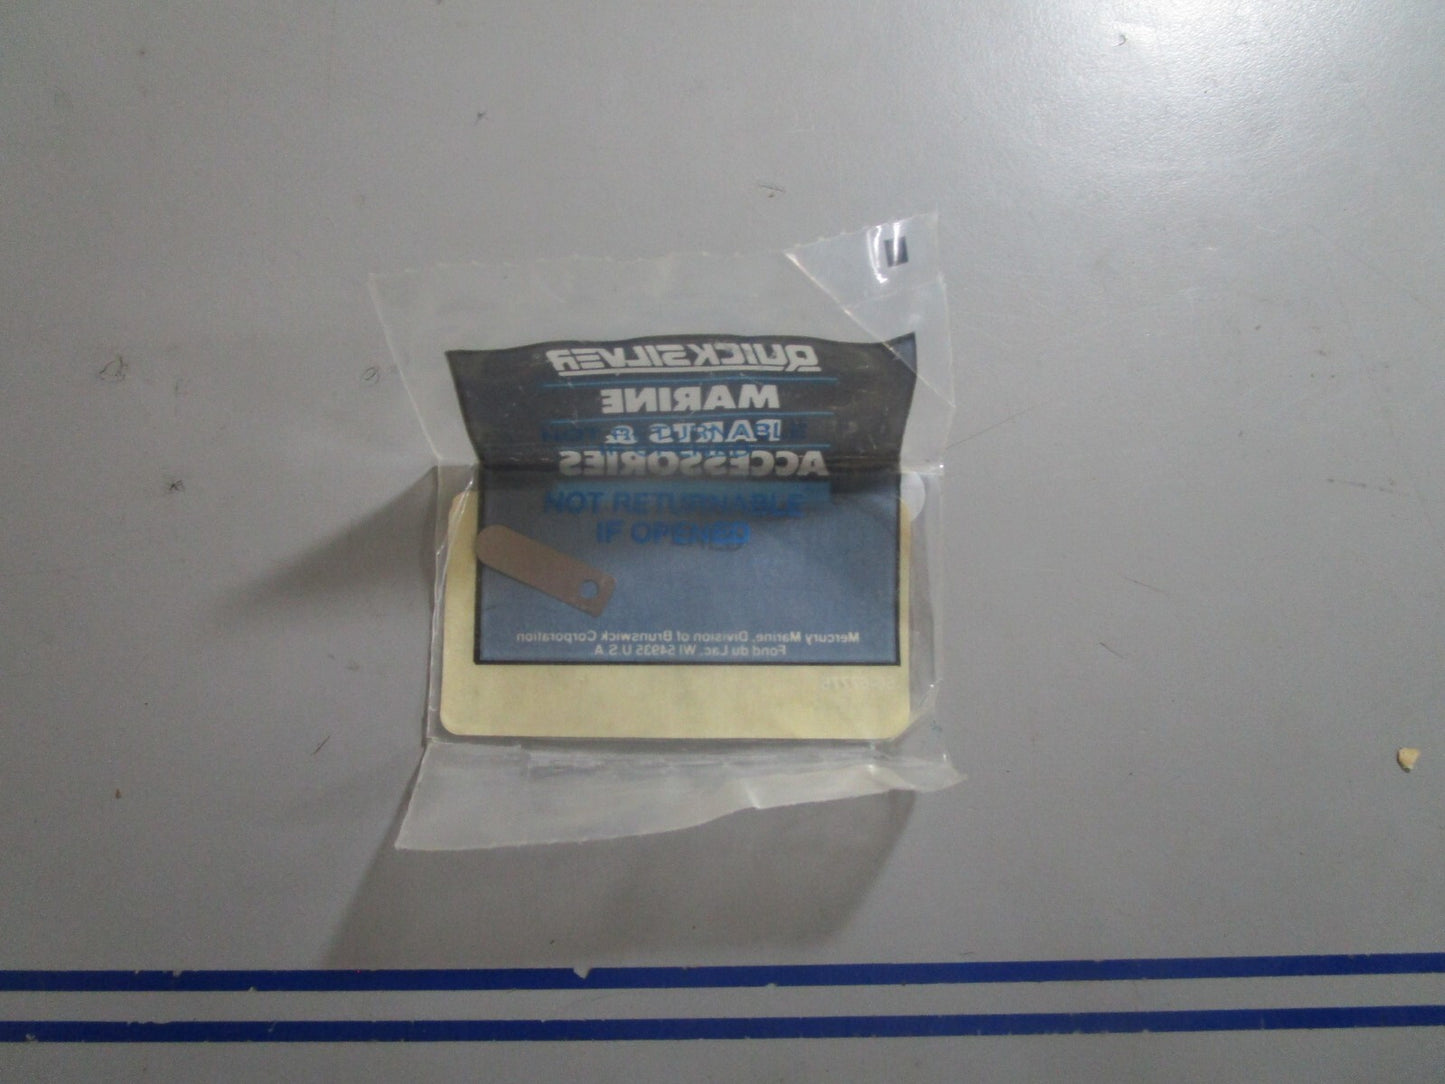 QUICKSILVER
MARINE
PARTS &
ACCESSORIES
NOT RETURNABLE
IF OPENED
Mercury Marine, Division of Brunswick Corporation
Fond du Lac, WI 54935 U.S.A